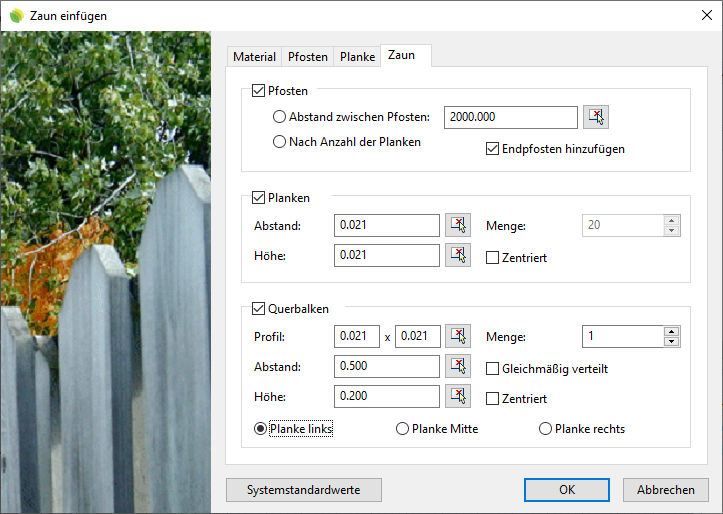 Zaun einfügen
Material Pfosten Planke Zaun
Pfosten
Abstand zwischen Pfosten: 2000.000
Nach Anzahl der Planken
Endpfosten hinzufügen
Planken
Abstand: 0.021 Menge: 20
Höhe: 0.021 Zentriert
Querbalken
Profil: 0.021 x 0.021 Menge: 1
Abstand: 0.500 Gleichmäßig verteilt
Höhe: 0.200 Zentriert
Planke links Planke Mitte Planke rechts
Systemstandardwerte OK Abbrechen